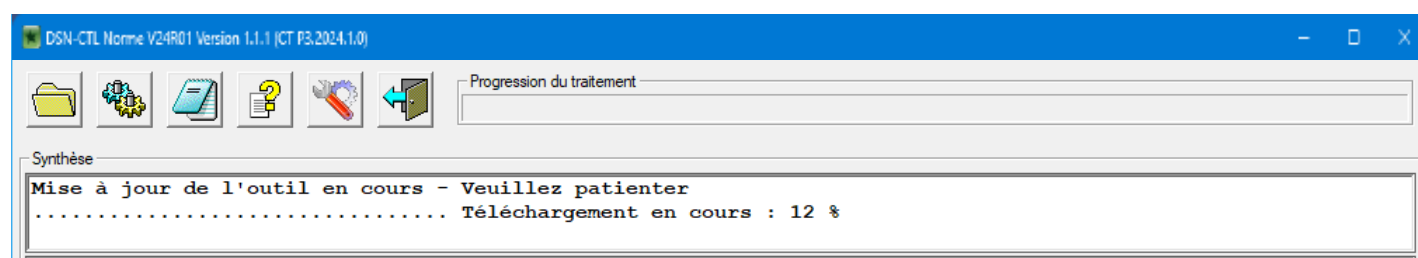 DSN-CTL Norme V24R01 Version 1.1.1 (CT P3.2024.1.0)
Progression du traitement
Synthèse
Mise à jour de l'outil en cours - Veuillez patienter
................................. Téléchargement en cours : 12 %